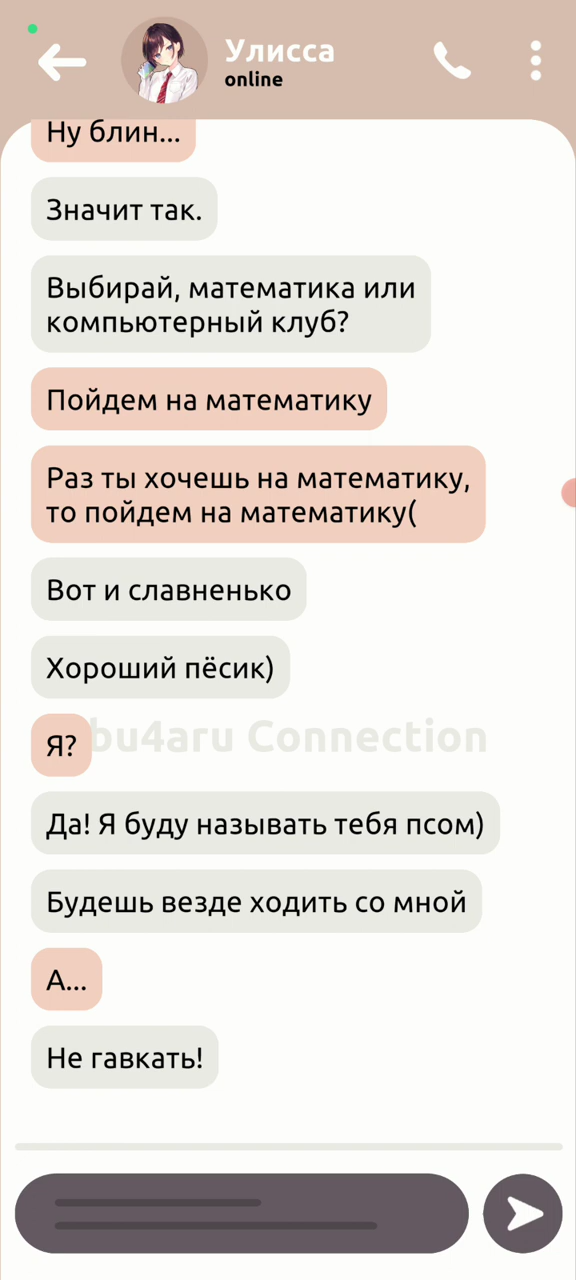 Улисса
online
Ну блин...
Значит так.
Выбирай, математика или
компьютерный клуб?
Пойдем на математику
Раз ты хочешь на математику,
то пойдем на математику(
Вот и славненько
Хороший пёсик)
Я?
bu4aru Connection
Да! Я буду называть тебя псом)
Будешь везде ходить со мной
А...
Не гавкать!